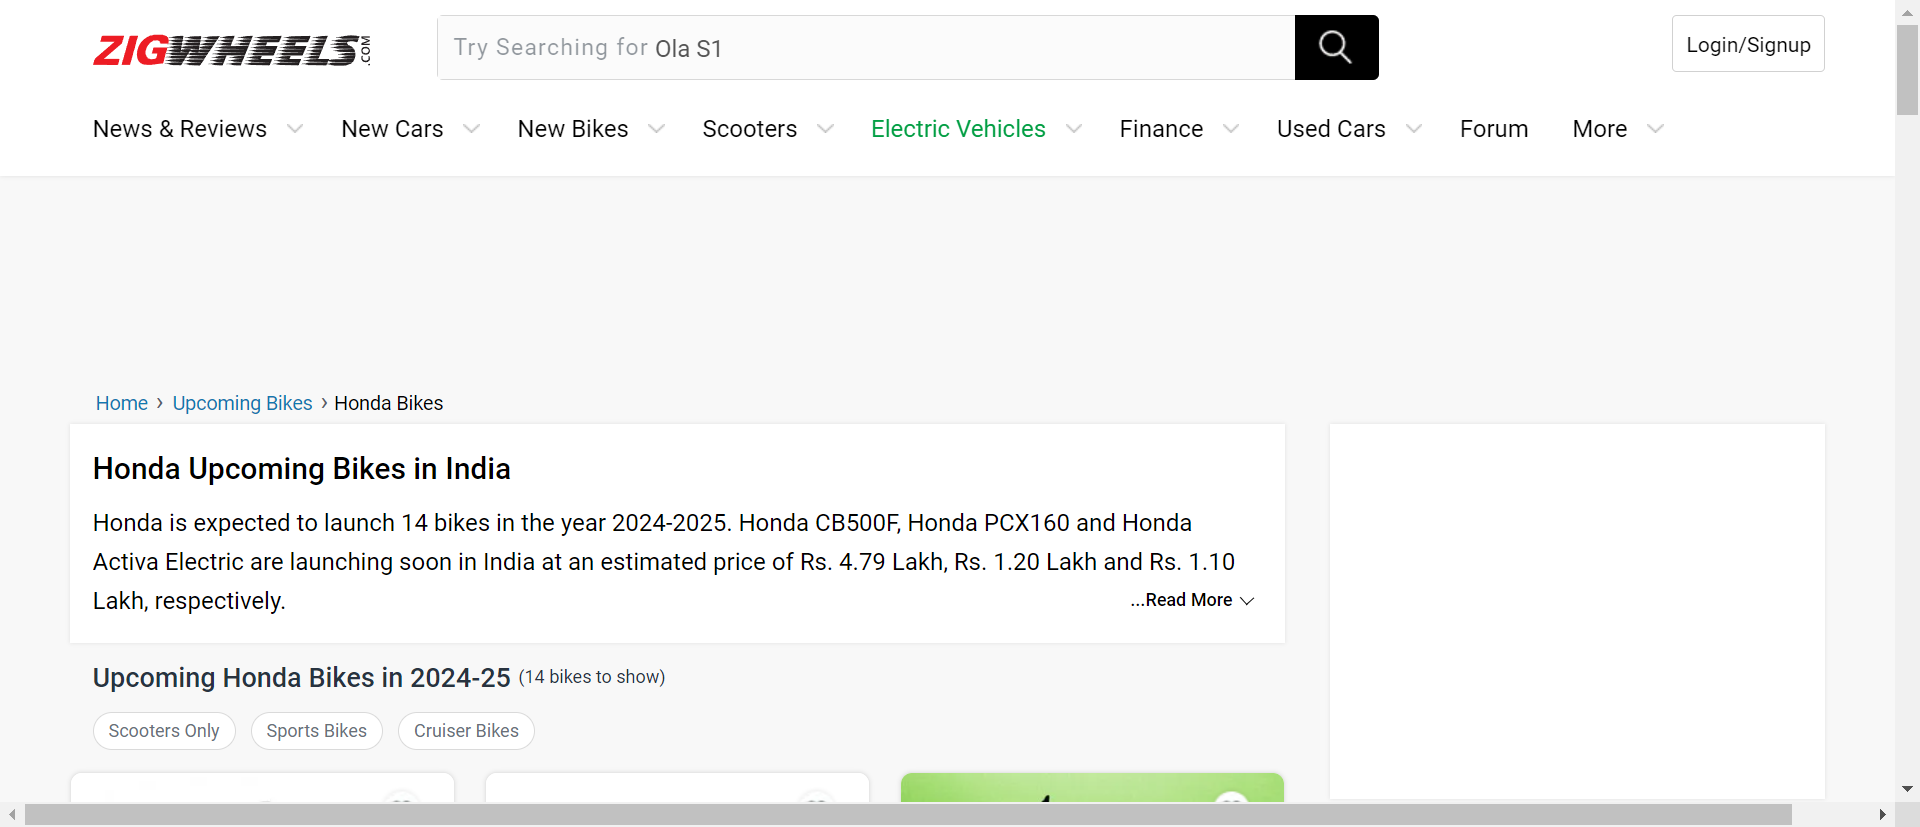 ZIGWHEELS.COM
Try Searching for Ola S1
Login/Signup
News & Reviews New Cars New Bikes Scooters Electric Vehicles Finance Used Cars Forum More
Home › Upcoming Bikes › Honda Bikes
Honda Upcoming Bikes in India
Honda is expected to launch 14 bikes in the year 2024-2025. Honda CB500F, Honda PCX160 and Honda
Activa Electric are launching soon in India at an estimated price of Rs. 4.79 Lakh, Rs. 1.20 Lakh and Rs. 1.10
Lakh, respectively.
...Read More
Upcoming Honda Bikes in 2024-25 (14 bikes to show)
Scooters Only Sports Bikes Cruiser Bikes